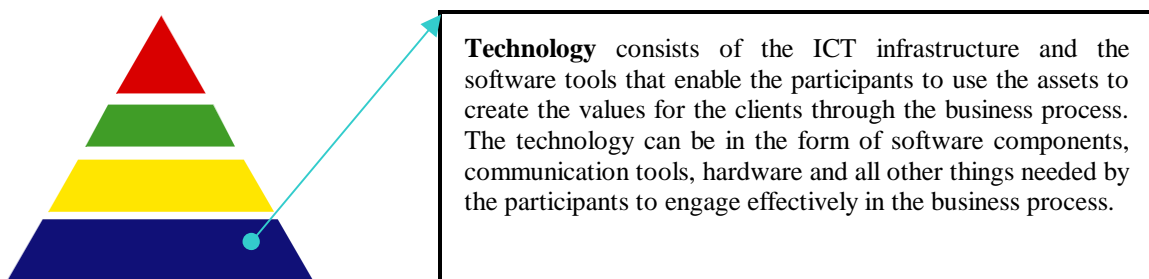 Technology consists of the ICT infrastructure and the
software tools that enable the participants to use the assets to
create the values for the clients through the business process.
The technology can be in the form of software components,
communication tools, hardware and all other things needed by
the participants to engage effectively in the business process.